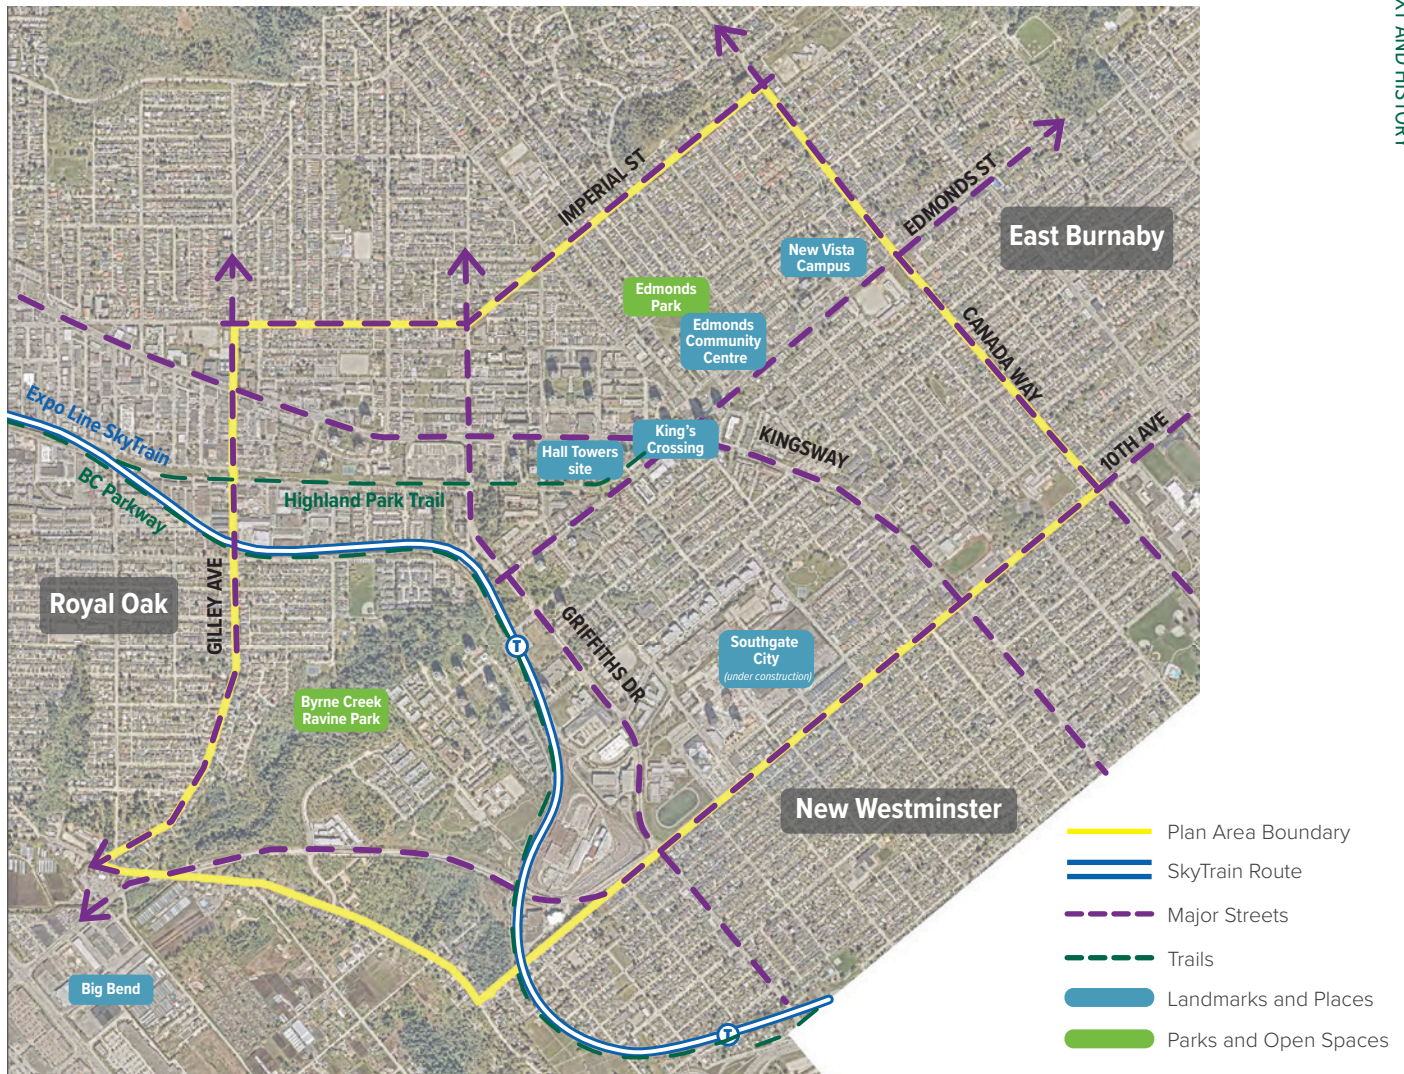 XT AND HISTORY
IMPERIAL ST
EDMONDS ST
East Burnaby
New Vista
Campus
Edmonds
Park
Edmonds
Community
Centre
CANADA WAY
Expo Line SkyTrain
King's
Crossing
KINGSWAY
10TH AVE
Hall Towers
site
BC Parkway
Highland Park Trail
GILLEY AVE
Royal Oak
GRIFFITHS DR
T
Southgate
City
(under construction)
Byrne Creek
Ravine Park
New Westminster
Big Bend
T
Plan Area Boundary
SkyTrain Route
Major Streets
Trails
Landmarks and Places
Parks and Open Spaces